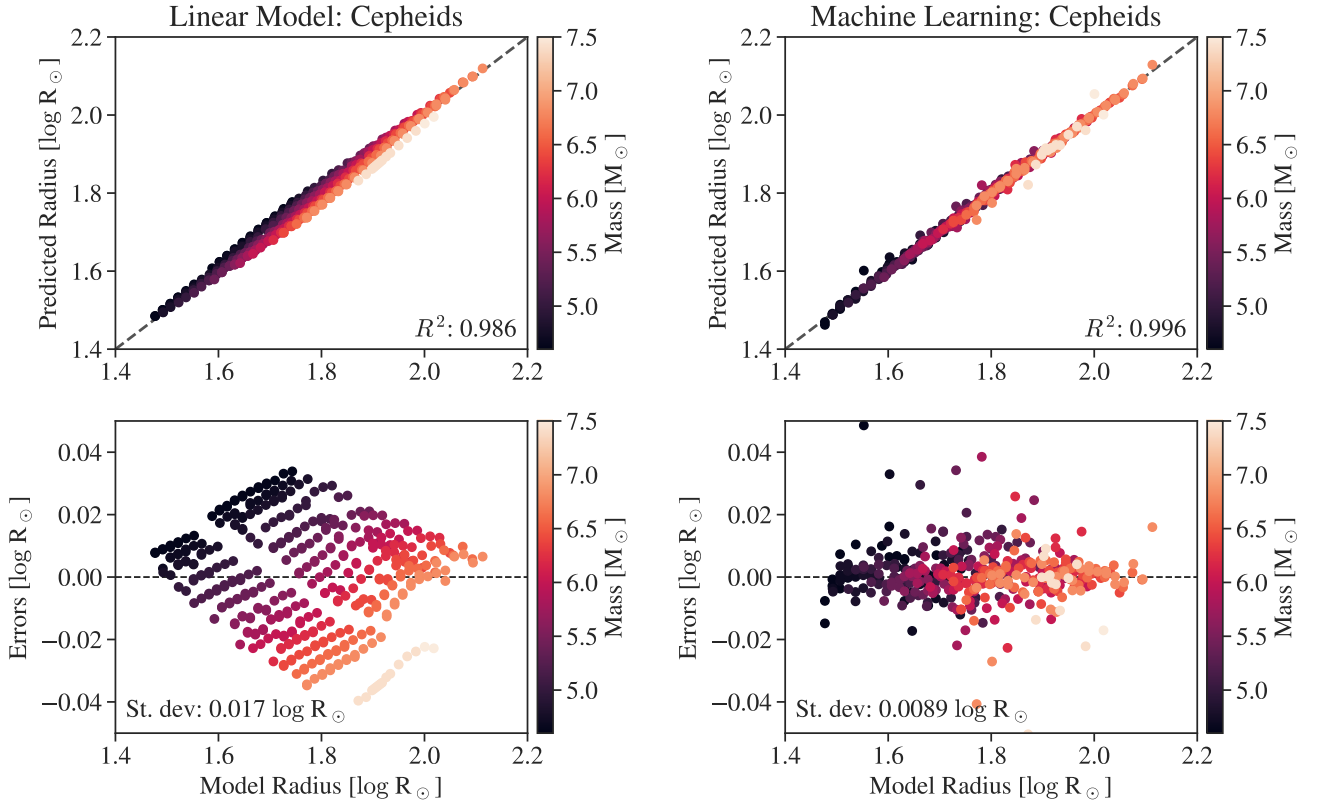 Linear Model: Cepheids
Predicted Radius [log R⊙]
2.2
2.0
1.8
1.6
1.4
1.4 1.6 1.8 2.0 2.2
R²: 0.986
7.5
7.0
6.5
6.0
5.5
5.0
Mass [M⊙]
Machine Learning: Cepheids
Predicted Radius [log R⊙]
2.2
2.0
1.8
1.6
1.4
1.4 1.6 1.8 2.0 2.2
R²: 0.996
7.5
7.0
6.5
6.0
5.5
5.0
Mass [M⊙]
Errors [log R⊙]
0.04
0.02
0.00
−0.02
−0.04
St. dev: 0.017 log R⊙
1.4 1.6 1.8 2.0 2.2
Model Radius [log R⊙]
7.5
7.0
6.5
6.0
5.5
5.0
Mass [M⊙]
Errors [log R⊙]
0.04
0.02
0.00
−0.02
−0.04
St. dev: 0.0089 log R⊙
1.4 1.6 1.8 2.0 2.2
Model Radius [log R⊙]
7.5
7.0
6.5
6.0
5.5
5.0
Mass [M⊙]